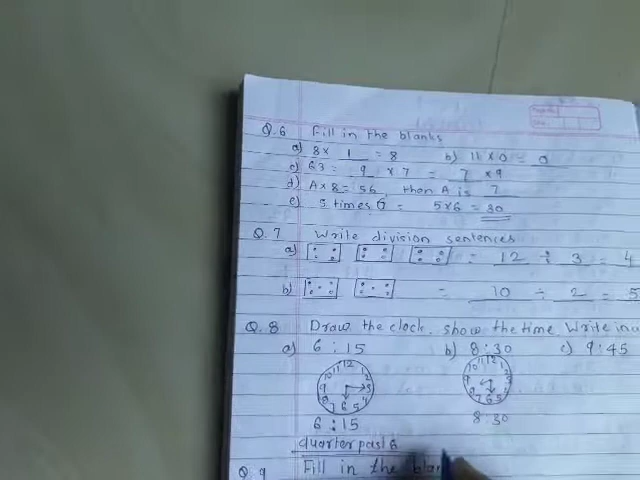 Q.6 Fill in the blanks
a) 8 × 1 = 8 b) 11 × 0 = 0
c) 63 = 9 × 7 = 7 × 9
d) A × 8 = 56, then A is 7
e) 5 times 6 = 5×6 = 30
Q.7 Write division sentences
a) = 12 ÷ 3 = 4
b) = 10 ÷ 2 = 5
Q.8 Draw the clock. show the time Write in
a) 6 : 15 b) 8 : 30 c) 9 : 45
6 : 15 8 : 30
quarter past 6
Q.9 Fill in the